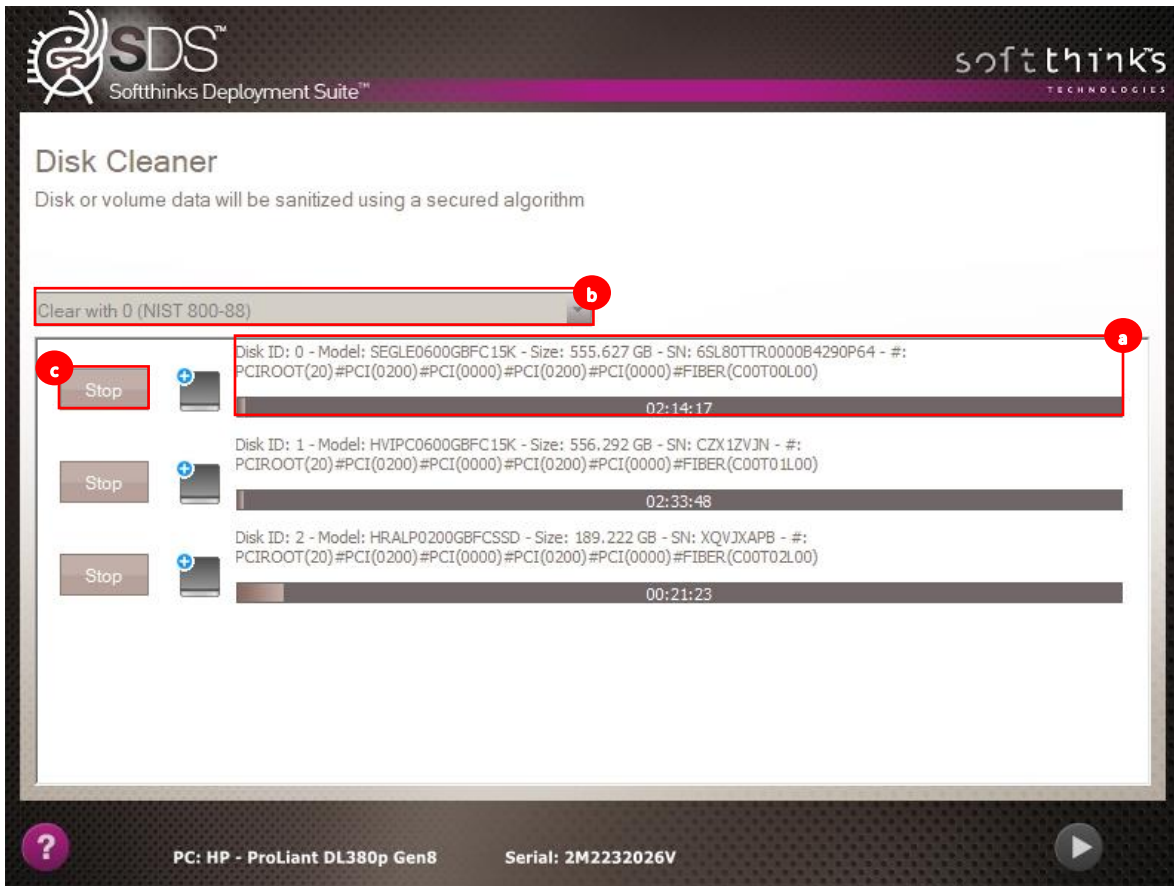 SDS™
Softthinks Deployment Suite™
softthinks
TECHNOLOGIES
Disk Cleaner
Disk or volume data will be sanitized using a secured algorithm
Clear with 0 (NIST 800-88)
b
a
c
Stop
Disk ID: 0 - Model: SEGLE0600GBFC15K - Size: 555.627 GB - SN: 6SL80TTR0000B4290P64 - #:
PCIROOT(20)#PCI(0200)#PCI(0000)#PCI(0200)#PCI(0000)#FIBER(C00T00L00)
02:14:17
Stop
Disk ID: 1 - Model: HVIPC0600GBFC15K - Size: 556.292 GB - SN: CZX1ZVJN - #:
PCIROOT(20)#PCI(0200)#PCI(0000)#PCI(0200)#PCI(0000)#FIBER(C00T01L00)
02:33:48
Stop
Disk ID: 2 - Model: HRALP0200GBFCSSD - Size: 189.222 GB - SN: XQVJXAPB - #:
PCIROOT(20)#PCI(0200)#PCI(0000)#PCI(0200)#PCI(0000)#FIBER(C00T02L00)
00:21:23
?
PC: HP - ProLiant DL380p Gen8 Serial: 2M2232026V